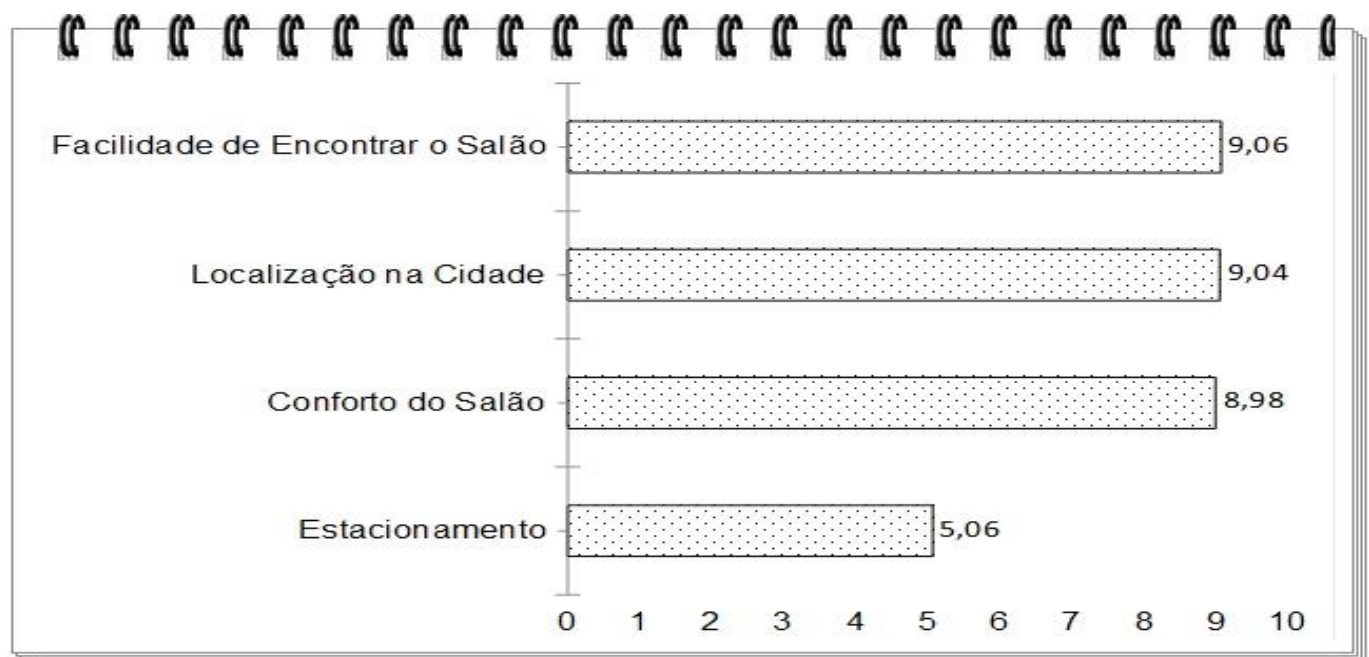 Facilidade de Encontrar o Salão 9,06
Localização na Cidade 9,04
Conforto do Salão 8,98
Estacionamento 5,06
0 1 2 3 4 5 6 7 8 9 10